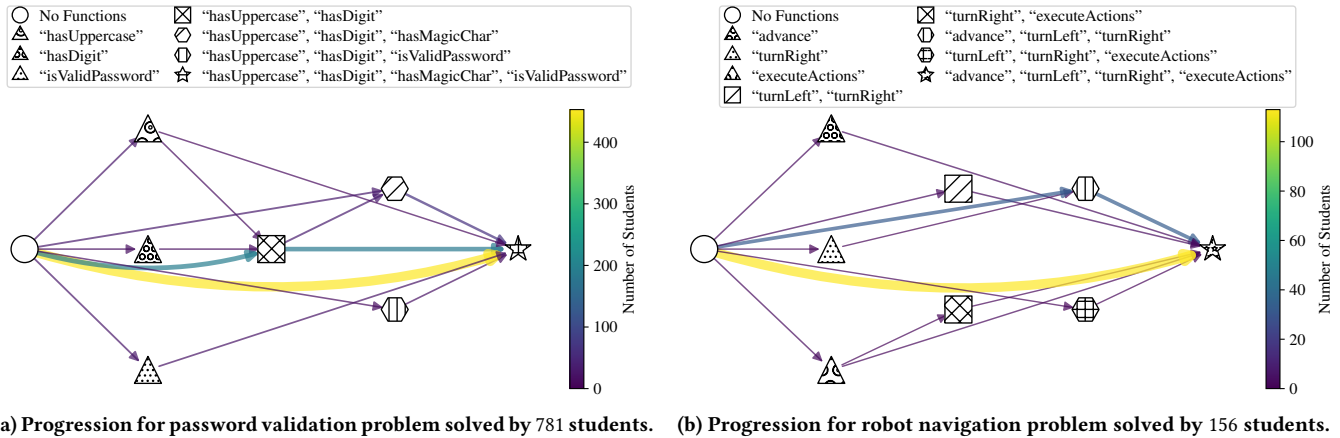 No Functions
“hasUppercase”
“hasDigit”
“isValidPassword”
“hasUppercase”, “hasDigit”
“hasUppercase”, “hasDigit”, “hasMagicChar”
“hasUppercase”, “hasDigit”, “isValidPassword”
“hasUppercase”, “hasDigit”, “hasMagicChar”, “isValidPassword”
400
300
200
100
0
Number of Students
a) Progression for password validation problem solved by 781 students.
No Functions
“advance”
“turnRight”
“executeActions”
“turnLeft”, “turnRight”
“turnRight”, “executeActions”
“advance”, “turnLeft”, “turnRight”
“turnLeft”, “turnRight”, “executeActions”
“advance”, “turnLeft”, “turnRight”, “executeActions”
100
80
60
40
20
0
Number of Students
(b) Progression for robot navigation problem solved by 156 students.